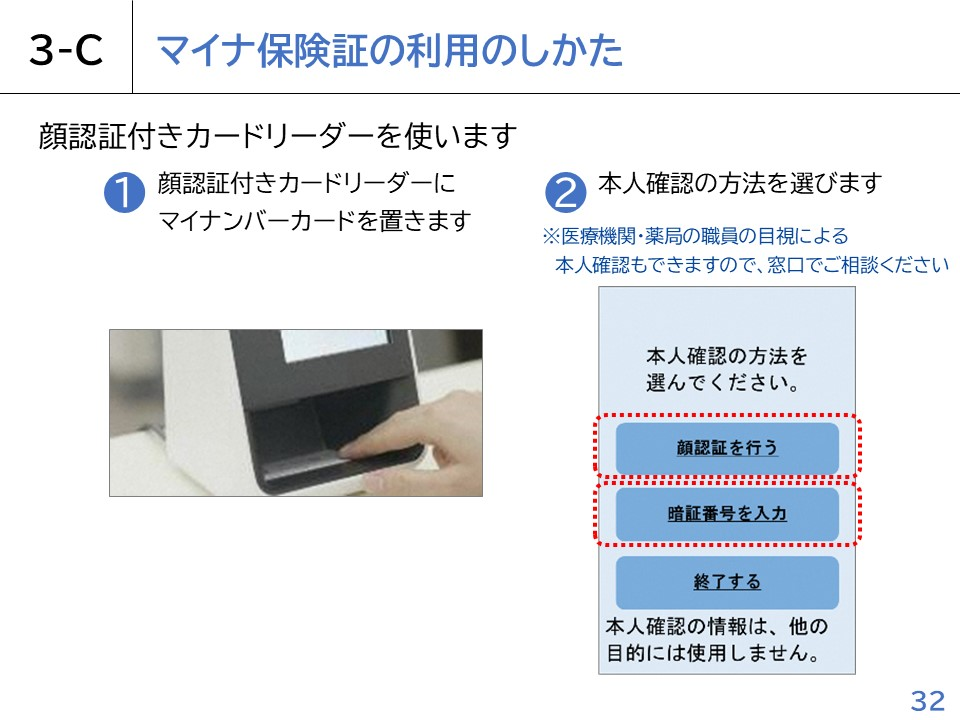 3-C
マイナ保険証の利用のしかた
顔認証付きカードリーダーを使います
1
顔認証付きカードリーダーに
マイナンバーカードを置きます
2
本人確認の方法を選びます
※医療機関・薬局の職員の目視による
本人確認もできますので、窓口でご相談ください
本人確認の方法を
選んでください。
顔認証を行う
暗証番号を入力
終了する
本人確認の情報は、他の
目的には使用しません。
32